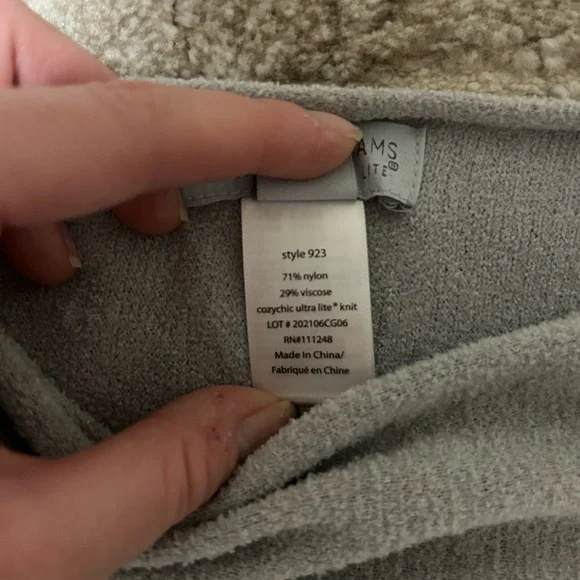 AMS
LITE®
style 923
71% nylon
29% viscose
cozychic ultra lite® knit
LOT # 202106CG06
RN#111248
Made In China/
Fabriqué en Chine